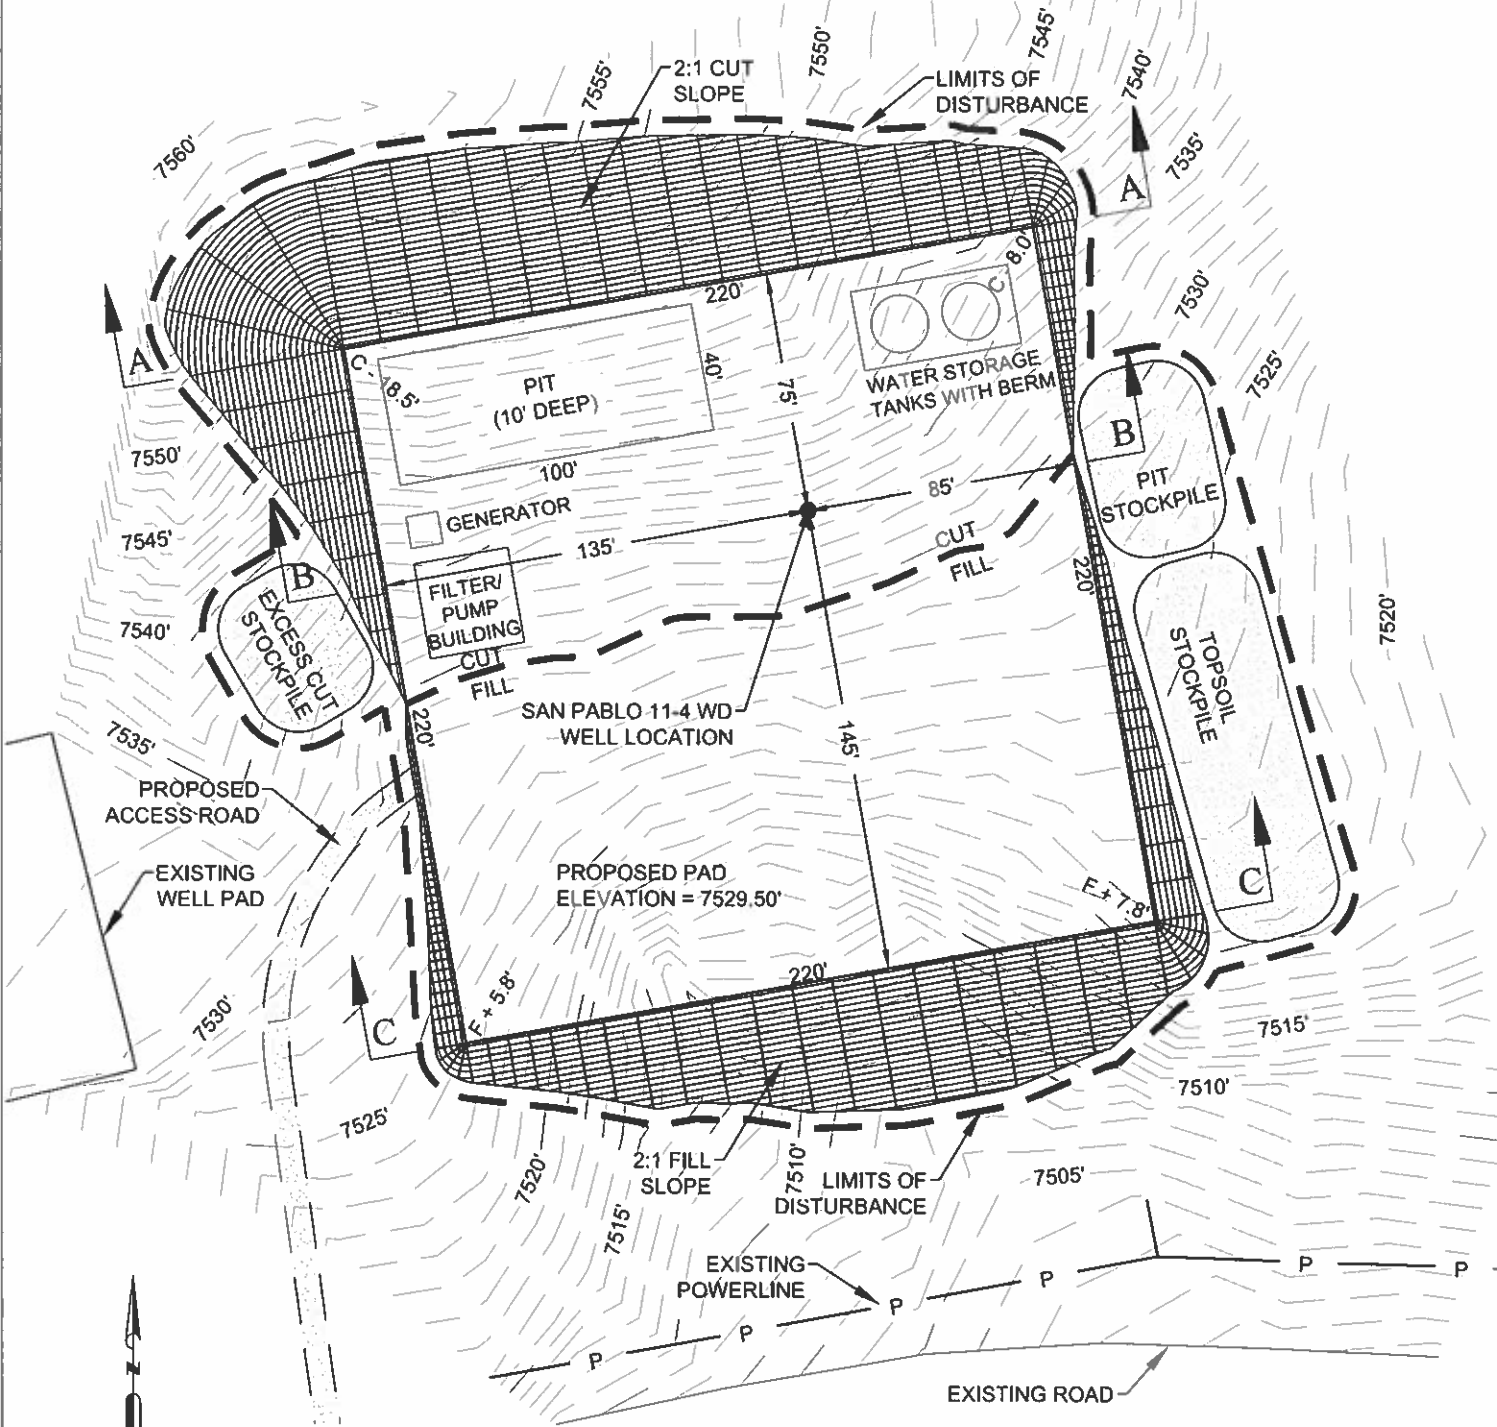 7545'
7550'
7540'
2:1 CUT
SLOPE
7555'
LIMITS OF
DISTURBANCE
7560'
7535'
A
C - 8.0'
220'
7530'
A
C - 18.5'
PIT
(10' DEEP)
40'
75'
WATER STORAGE
TANKS WITH BERM
7525'
B
7550'
100'
85'
PIT
STOCKPILE
GENERATOR
7545'
135'
CUT
FILL
220'
B
FILTER/
PUMP
BUILDING
7520'
7540'
EXCESS CUT
STOCKPILE
CUT
FILL
TOPSOIL
STOCKPILE
SAN PABLO 11-4 WD
WELL LOCATION
220'
145'
7535'
PROPOSED
ACCESS ROAD
EXISTING
WELL PAD
PROPOSED PAD
ELEVATION = 7529.50'
F + 7.8'
C
220'
F + 5.8'
7530'
C
7515'
7510'
7525'
7520'
2:1 FILL
SLOPE
7510'
LIMITS OF
DISTURBANCE
7505'
7515'
EXISTING
POWERLINE
P
P
P
P
P
P
EXISTING ROAD